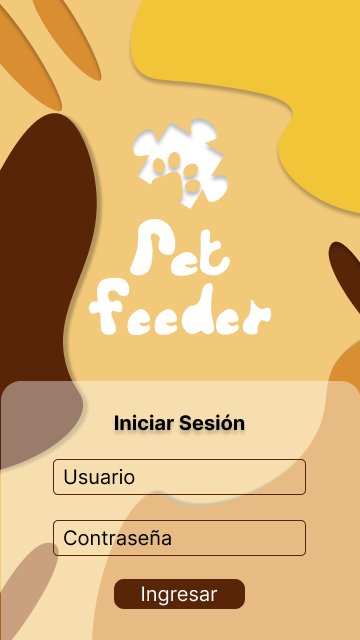 Pet
feeder
Iniciar Sesión
Usuario
Contraseña
Ingresar